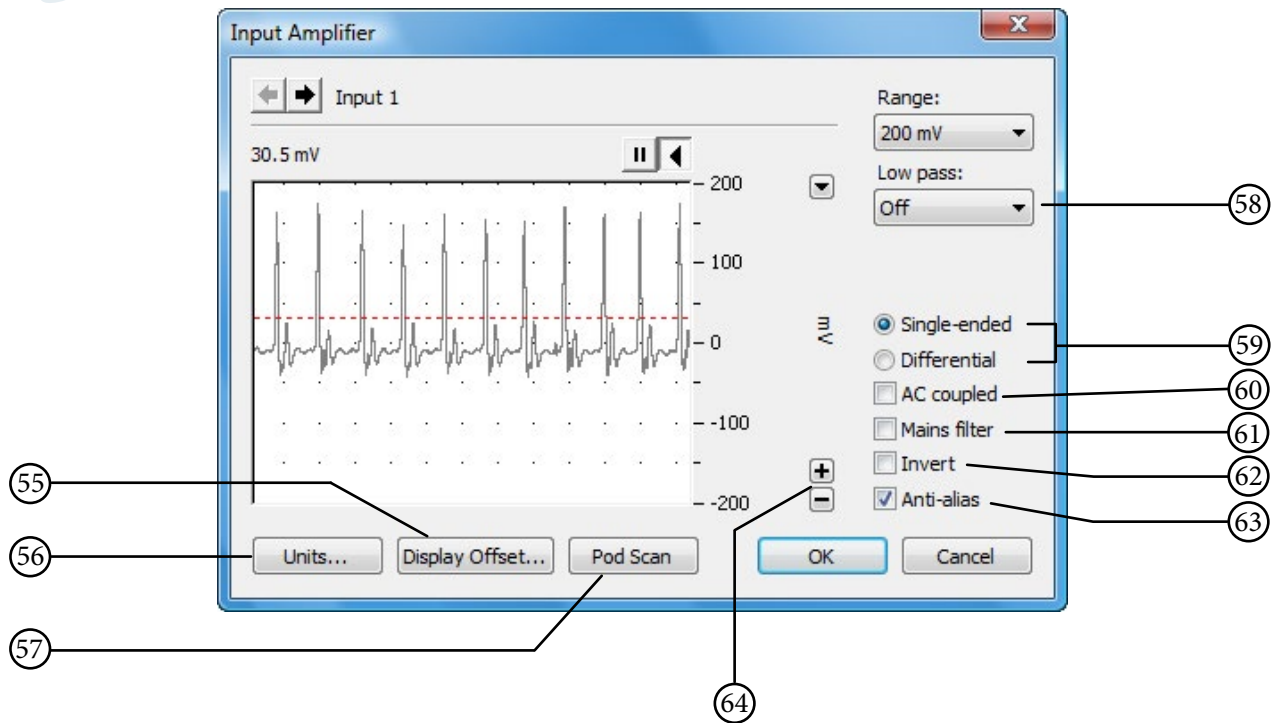 Input Amplifier
Input 1
Range:
200 mV
30.5 mV
Low pass:
Off
58
200
100
0
-100
-200
mV
Single-ended
Differential
59
AC coupled
60
Mains filter
61
Invert
62
Anti-alias
63
55
56
Units...
Display Offset...
Pod Scan
OK
Cancel
57
64